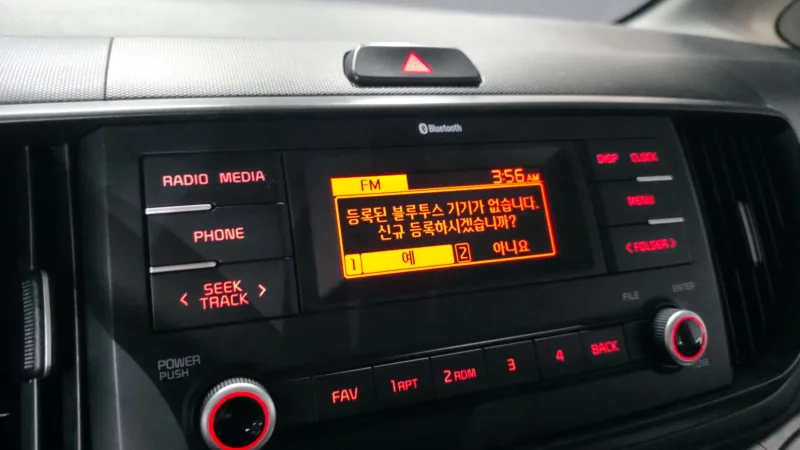 Bluetooth
RADIO MEDIA
FM
3:56 AM
DISP CLOCK
등록된 블루투스 기기가 없습니다.
신규 등록하시겠습니까?
1 예 2 아니요
PHONE
MENU
< SEEK >
TRACK
< FOLDER >
FILE
ENTER
POWER
PUSH
FAV
1 RPT
2 RDM
3
4
BACK